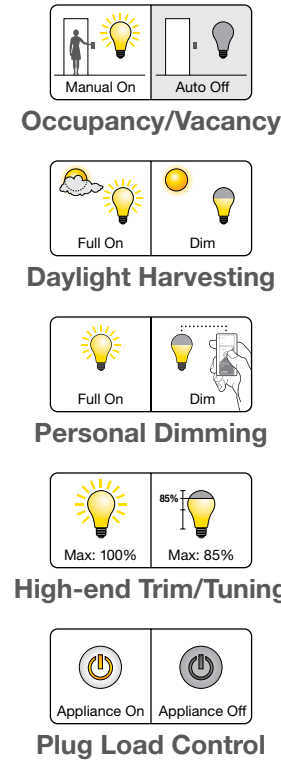 Manual On
Auto Off
Occupancy/Vacancy
Full On
Dim
Daylight Harvesting
Full On
Dim
Personal Dimming
85%
Max: 100%
Max: 85%
High-end Trim/Tuning
Appliance On
Appliance Off
Plug Load Control